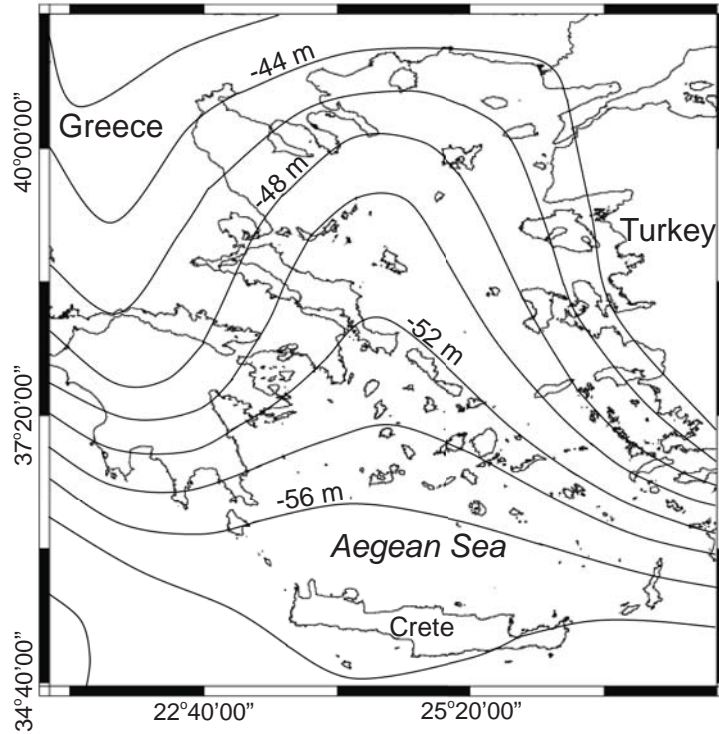 -44 m
Greece
40°00'00"
-48 m
Turkey
-52 m
37°20'00"
-56 m
Aegean Sea
Crete
34°40'00"
22°40'00"
25°20'00"